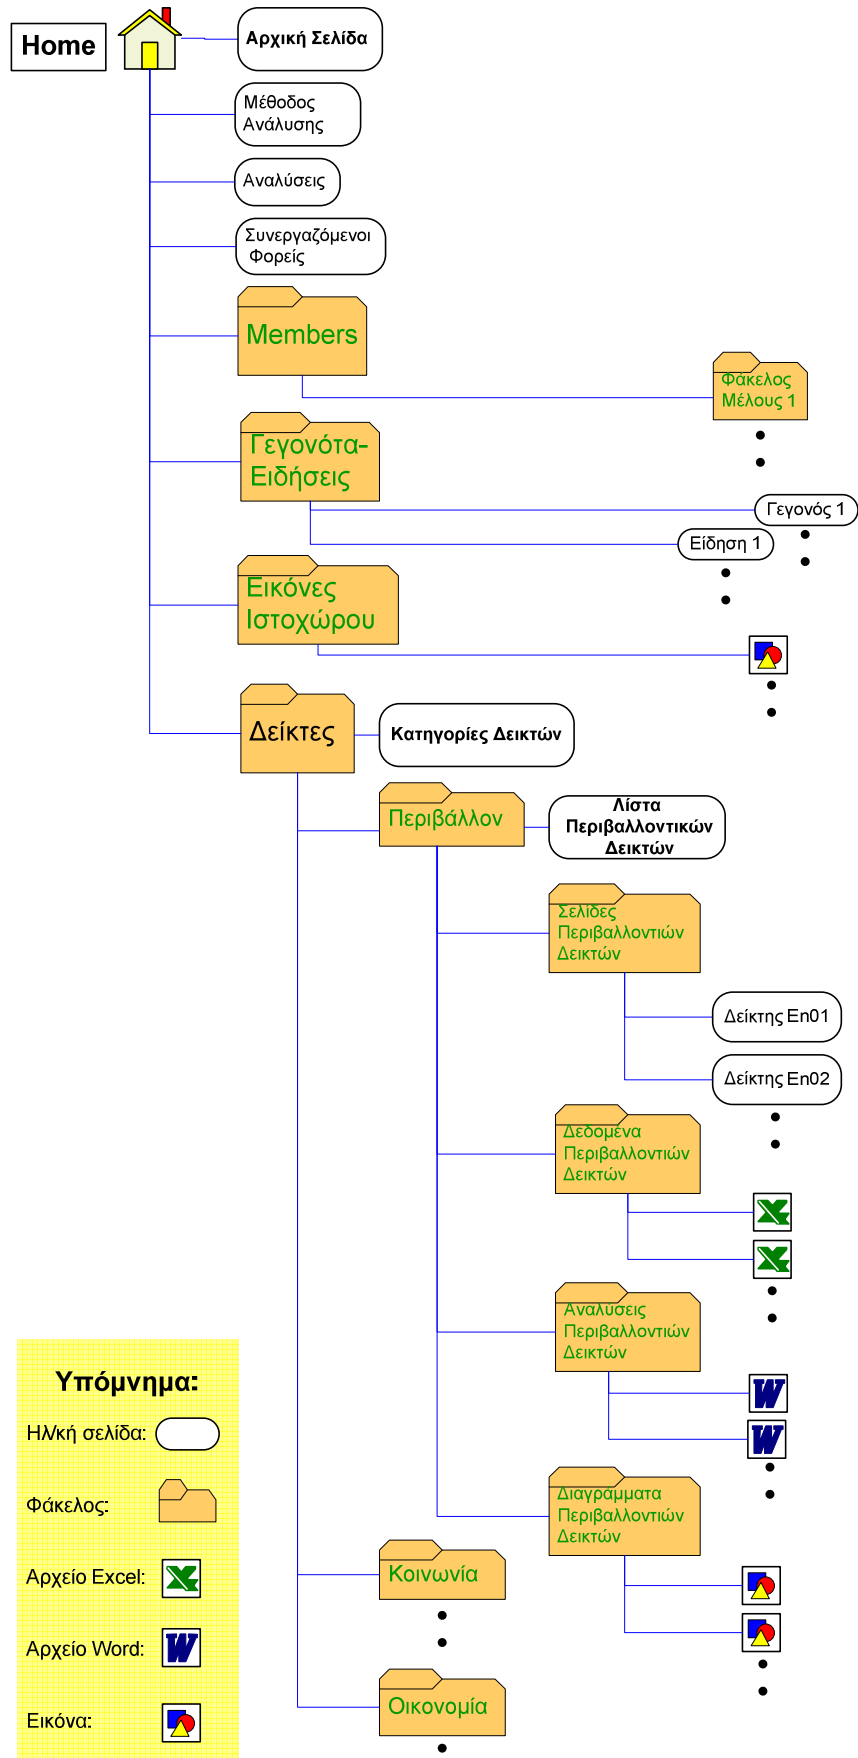 Home
Αρχική Σελίδα
Μέθοδος
Ανάλυσης
Αναλύσεις
Συνεργαζόμενοι
Φορείς
Members
Φάκελος
Μέλους 1
Γεγονότα-
Ειδήσεις
Γεγονός 1
Είδηση 1
Εικόνες
Ιστοχώρου
Δείκτες
Κατηγορίες Δεικτών
Περιβάλλον
Λίστα
Περιβαλλοντικών
Δεικτών
Σελίδες
Περιβαλλοντιών
Δεικτών
Δείκτης En01
Δείκτης En02
Δεδομένα
Περιβαλλοντιών
Δεικτών
Αναλύσεις
Περιβαλλοντιών
Δεικτών
Διαγράμματα
Περιβαλλοντιών
Δεικτών
Κοινωνία
Οικονομία
Υπόμνημα:
Ηλ/κή σελίδα:
Φάκελος:
Αρχείο Excel:
Αρχείο Word:
Εικόνα: